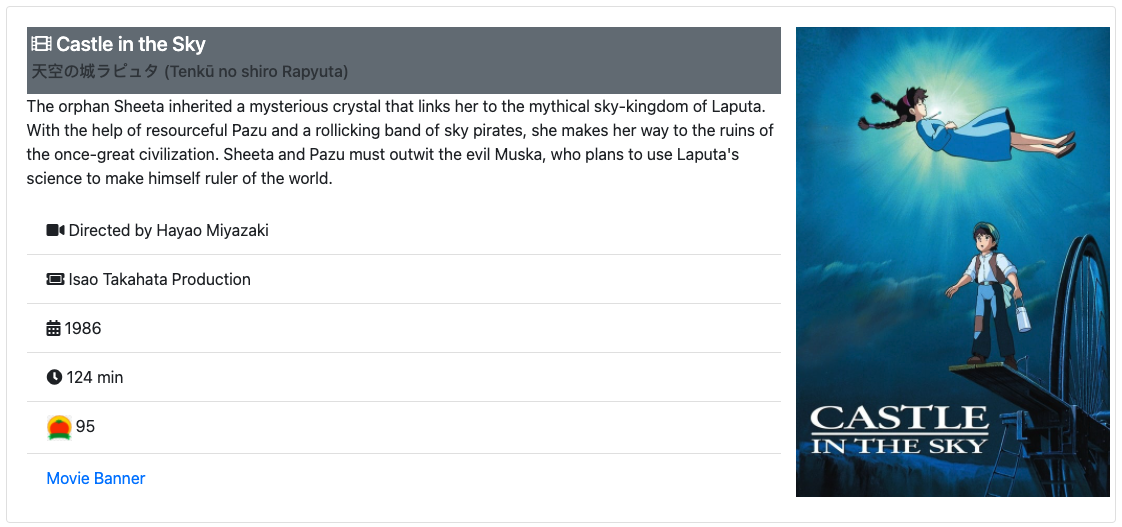 Castle in the Sky
天空の城ラピュタ (Tenkū no shiro Rapyuta)
The orphan Sheeta inherited a mysterious crystal that links her to the mythical sky-kingdom of Laputa.
With the help of resourceful Pazu and a rollicking band of sky pirates, she makes her way to the ruins of
the once-great civilization. Sheeta and Pazu must outwit the evil Muska, who plans to use Laputa's
science to make himself ruler of the world.
Directed by Hayao Miyazaki
Isao Takahata Production
1986
124 min
95
Movie Banner
CASTLE
IN THE SKY